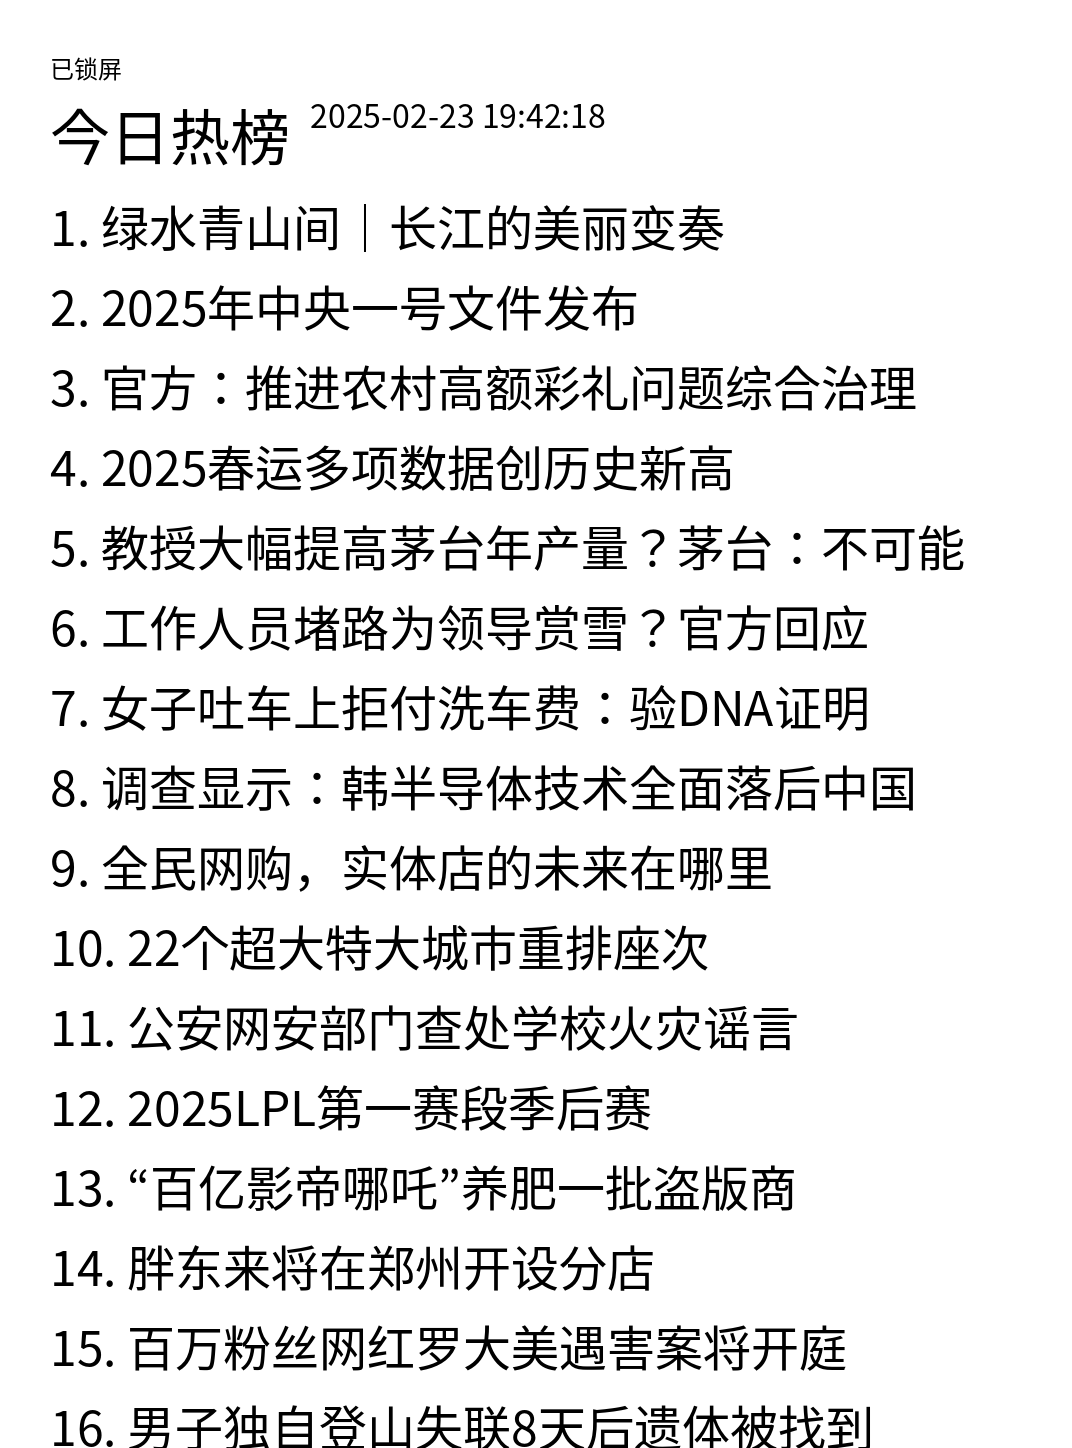 已锁屏
今日热榜 2025-02-23 19:42:18
1. 绿水青山间｜长江的美丽变奏
2. 2025年中央一号文件发布
3. 官方：推进农村高额彩礼问题综合治理
4. 2025春运多项数据创历史新高
5. 教授大幅提高茅台年产量？茅台：不可能
6. 工作人员堵路为领导赏雪？官方回应
7. 女子吐车上拒付洗车费：验DNA证明
8. 调查显示：韩半导体技术全面落后中国
9. 全民网购，实体店的未来在哪里
10. 22个超大特大城市重排座次
11. 公安网安部门查处学校火灾谣言
12. 2025LPL第一赛段季后赛
13. “百亿影帝哪吒”养肥一批盗版商
14. 胖东来将在郑州开设分店
15. 百万粉丝网红罗大美遇害案将开庭
16. 男子独自登山失联8天后遗体被找到